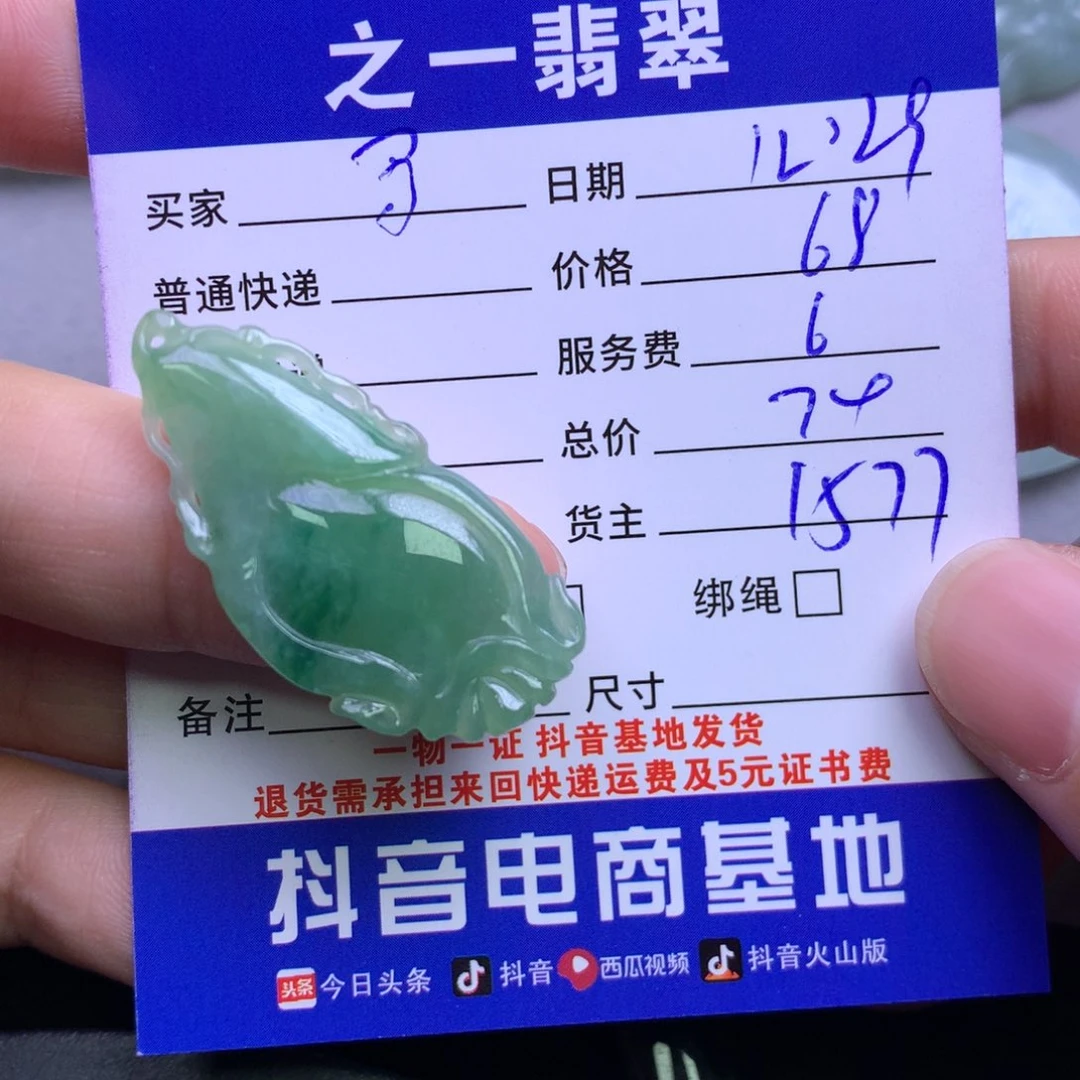 之一翡翠
买家 日期 12:29
普通快递 价格 68
服务费 6
总价 74
货主 1577
绑绳
备注 尺寸
一物一证 抖音基地发货
退货需承担来回快递运费及5元证书费
抖音电商基地
头条 今日头条 抖音 西瓜视频 抖音火山版